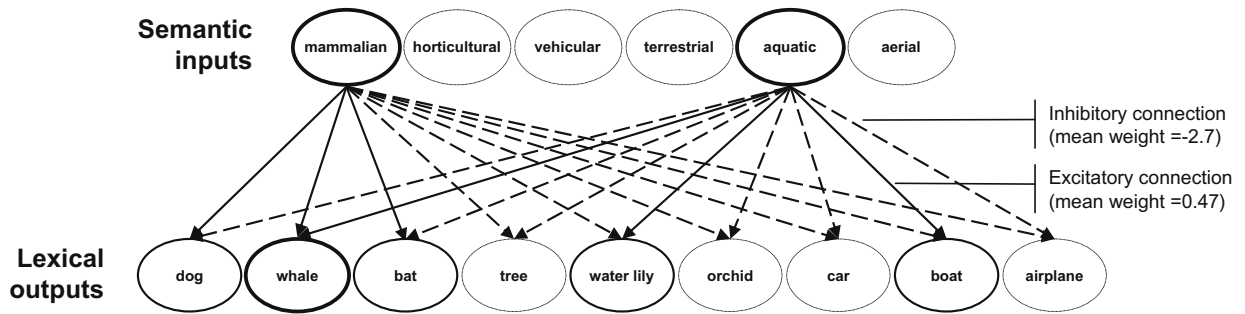 Semantic
inputs
mammalian
horticultural
vehicular
terrestrial
aquatic
aerial
Inhibitory connection
(mean weight =-2.7)
Excitatory connection
(mean weight =0.47)
Lexical
outputs
dog
whale
bat
tree
water lily
orchid
car
boat
airplane